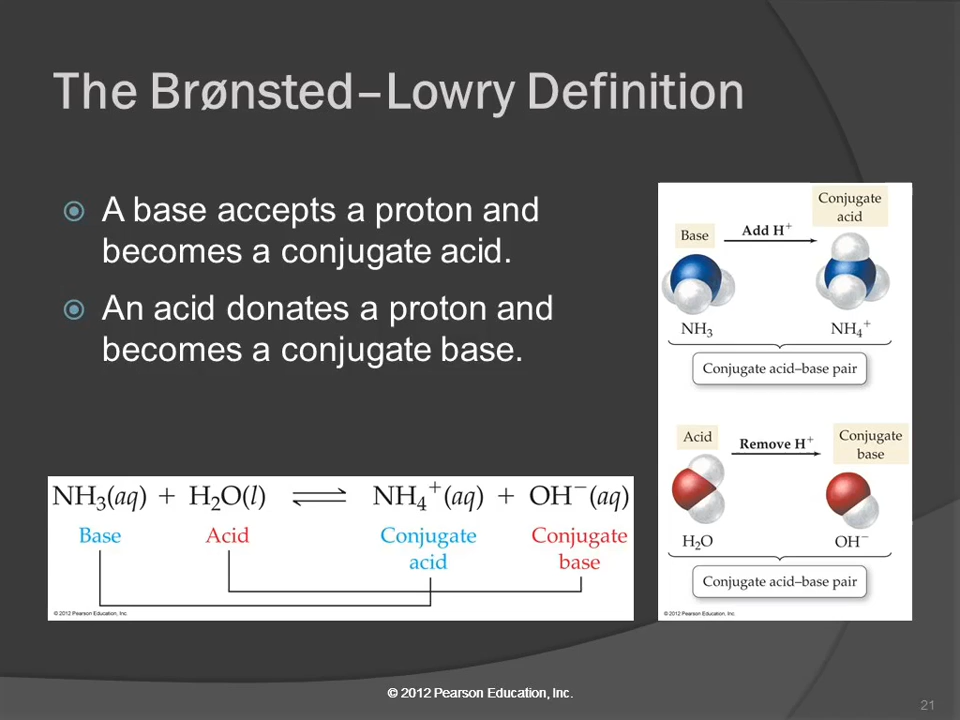 The Brønsted–Lowry Definition
A base accepts a proton and
becomes a conjugate acid.
An acid donates a proton and
becomes a conjugate base.
NH₃(aq) + H₂O(l) ⇌ NH₄⁺(aq) + OH⁻(aq)
Base Acid Conjugate acid Conjugate base
© 2012 Pearson Education, Inc.
Conjugate
acid
Base
Add H⁺
NH₃
NH₄⁺
Conjugate acid–base pair
Acid
Remove H⁺
Conjugate
base
H₂O
OH⁻
Conjugate acid–base pair
© 2012 Pearson Education, Inc.
© 2012 Pearson Education, Inc.
21